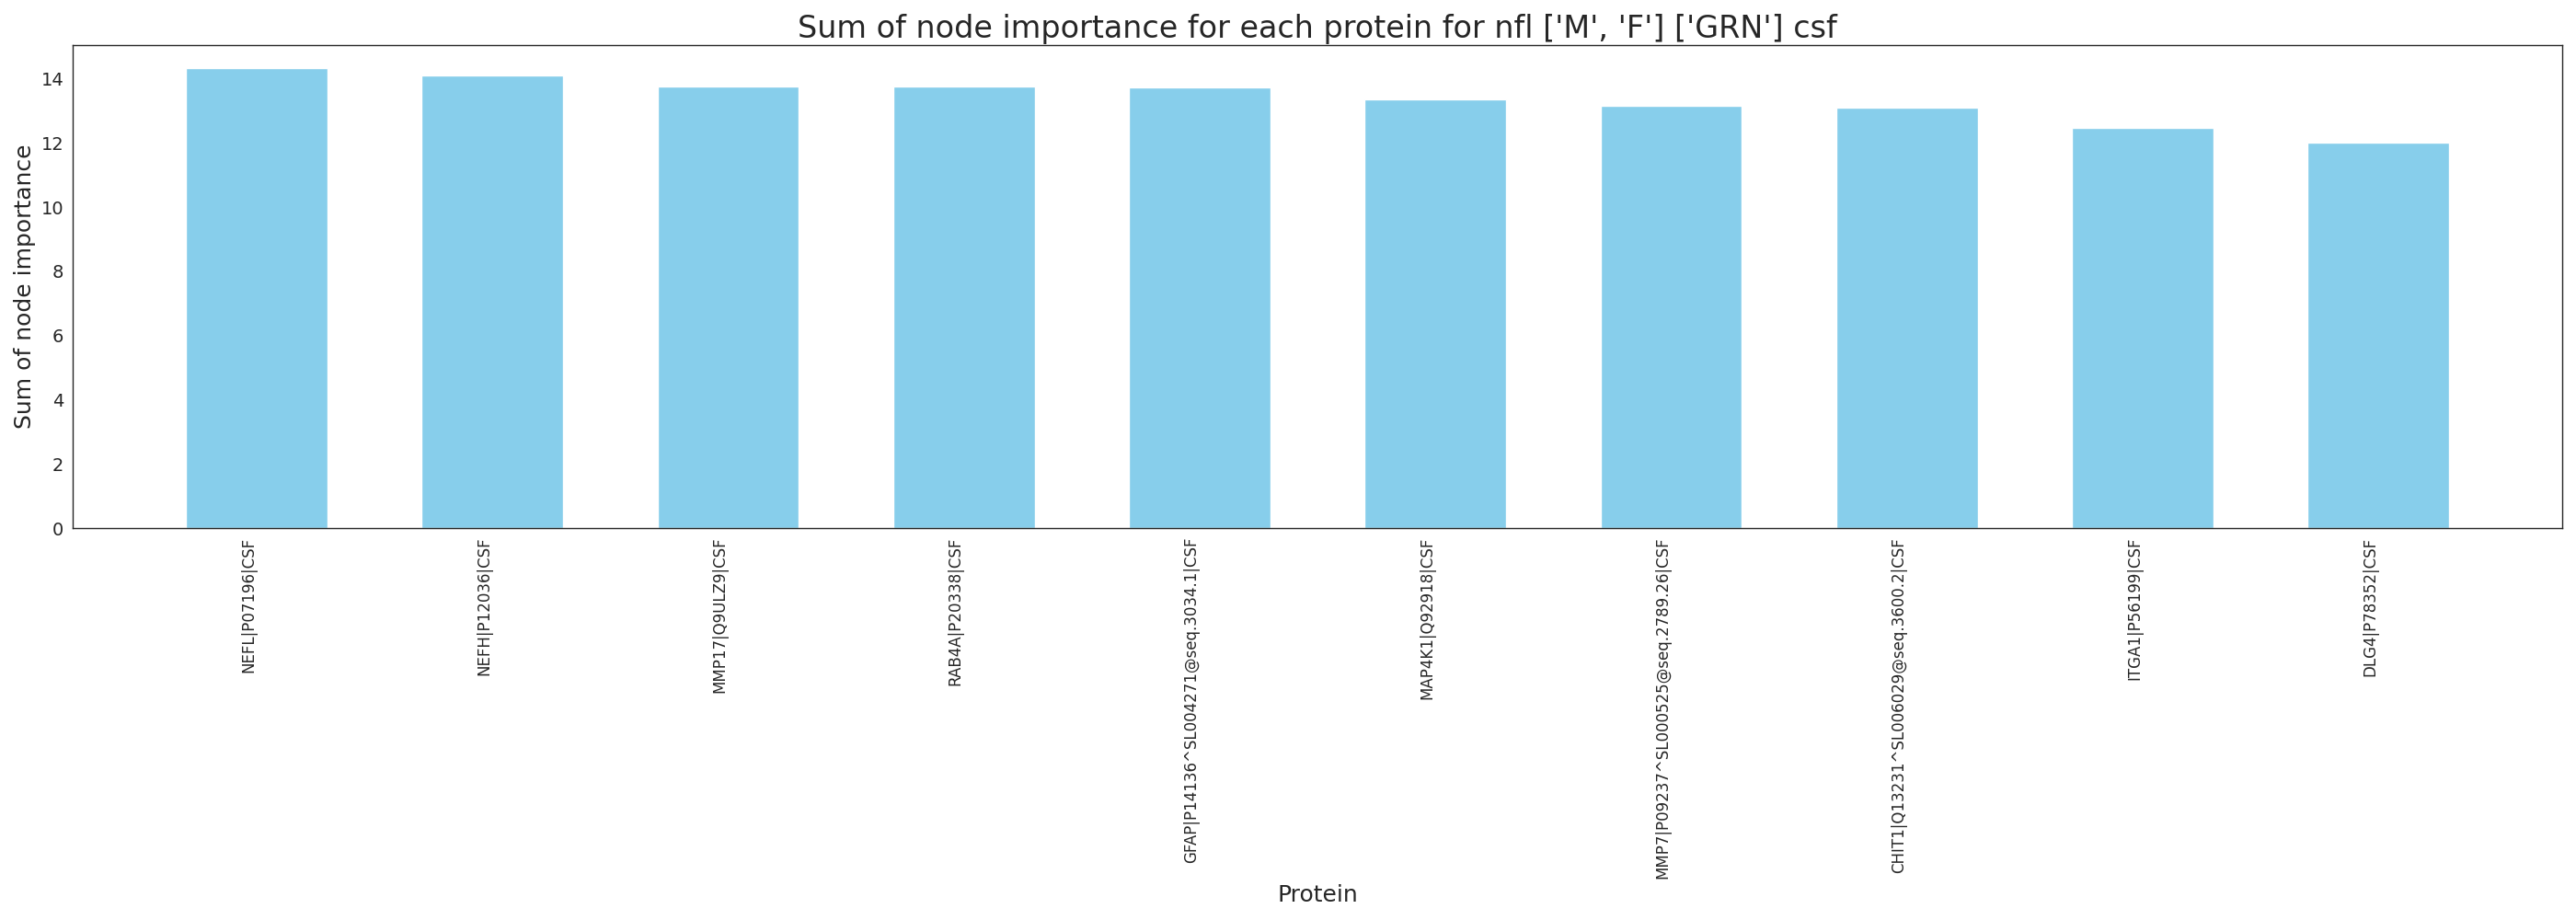 Sum of node importance for each protein for nfl ['M', 'F'] ['GRN'] csf
Sum of node importance
14
12
10
8
6
4
2
0
NEFL|P07196|CSF
NEFH|P12036|CSF
MMP17|Q9ULZ9|CSF
RAB4A|P20338|CSF
GFAP|P14136^SL004271@seq.3034.1|CSF
MAP4K1|Q92918|CSF
MMP7|P09237^SL000525@seq.2789.26|CSF
CHIT1|Q13231^SL006029@seq.3600.2|CSF
ITGA1|P56199|CSF
DLG4|P78352|CSF
Protein